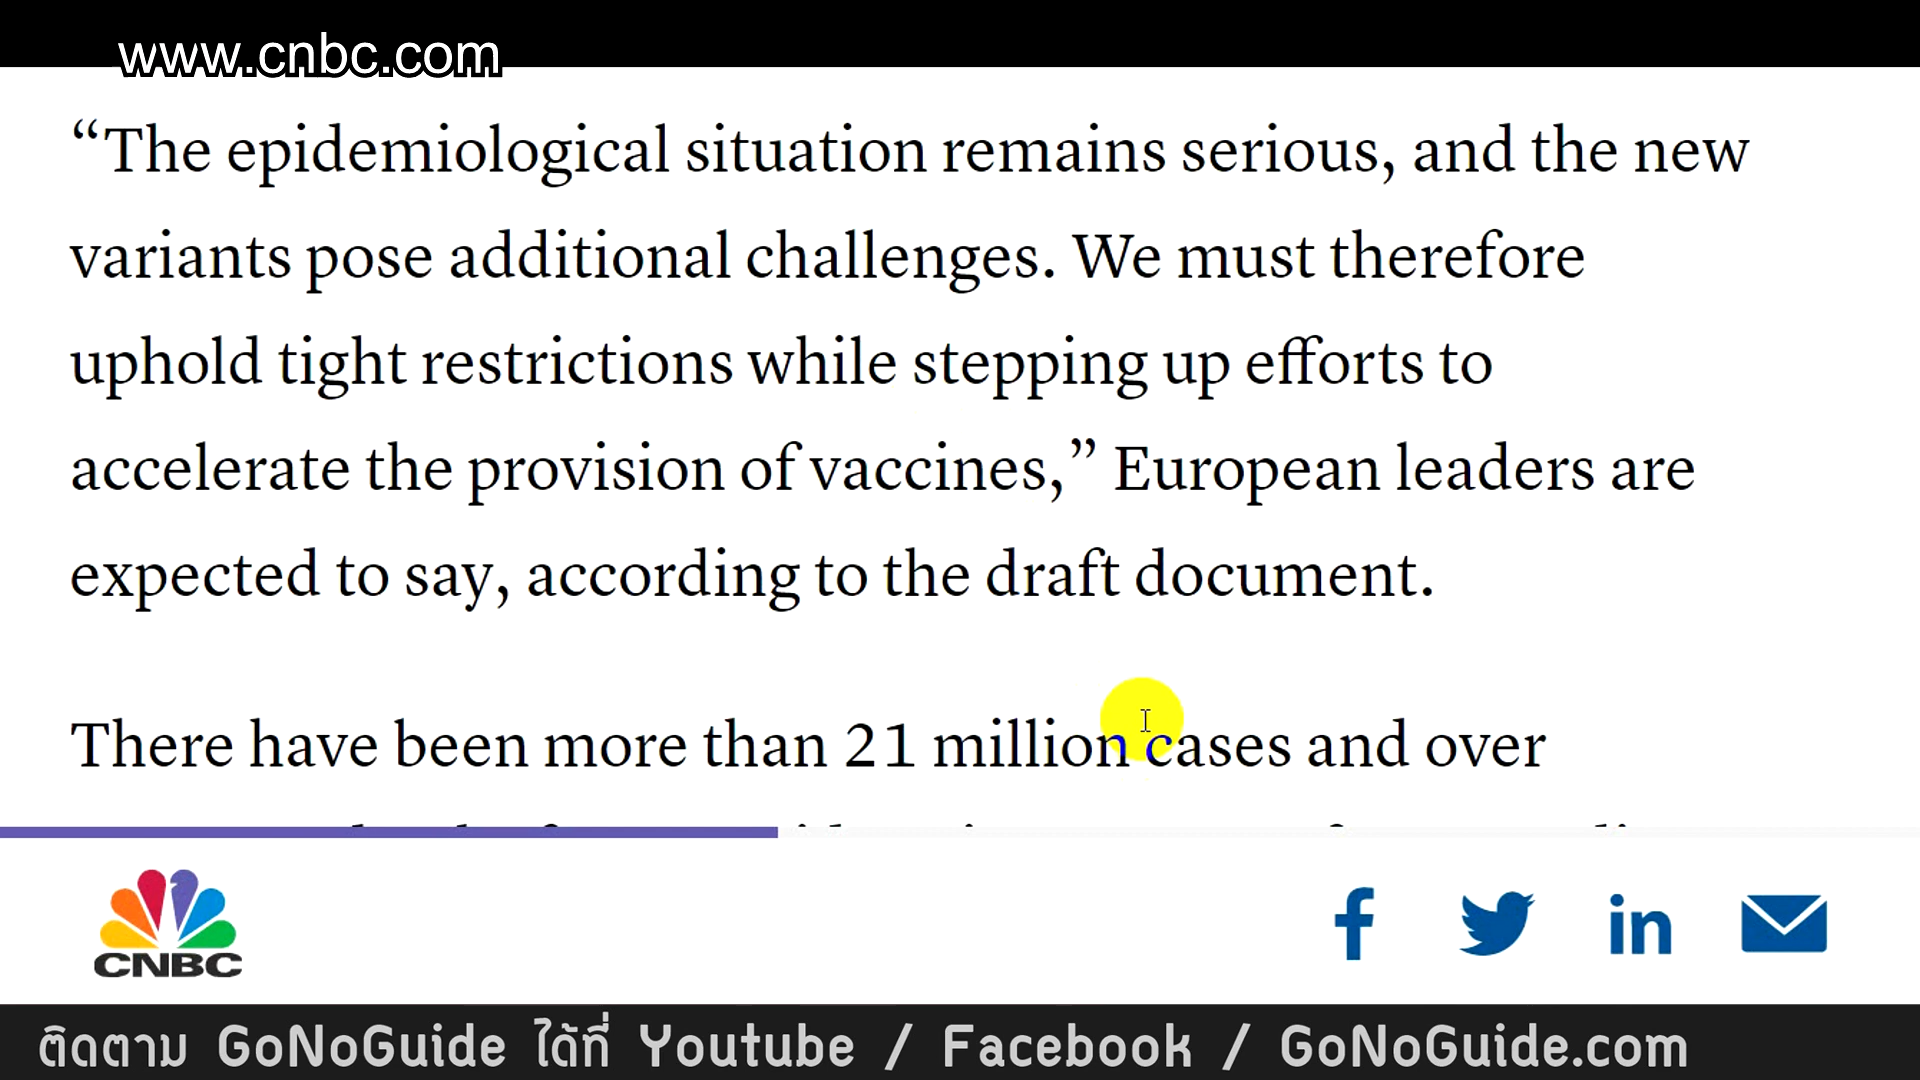 www.cnbc.com
“The epidemiological situation remains serious, and the new
variants pose additional challenges. We must therefore
uphold tight restrictions while stepping up efforts to
accelerate the provision of vaccines,” European leaders are
expected to say, according to the draft document.
There have been more than 21 million cases and over
CNBC
ติดตาม GoNoGuide ได้ที่ Youtube / Facebook / GoNoGuide.com